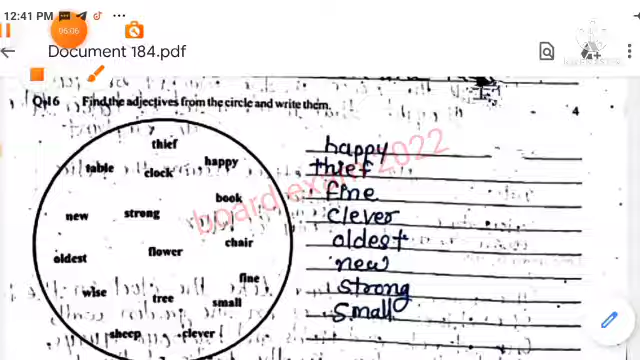 12:41 PM
06:06
Document 184.pdf
Q.16 Find the adjectives from the circle and write them. 4
thief
table clock happy
book
new strong
chair
oldest flower
fine
wise tree small
sheep clever
happy
thief
fine
clever
oldest
new
strong
Small
board exam 2022